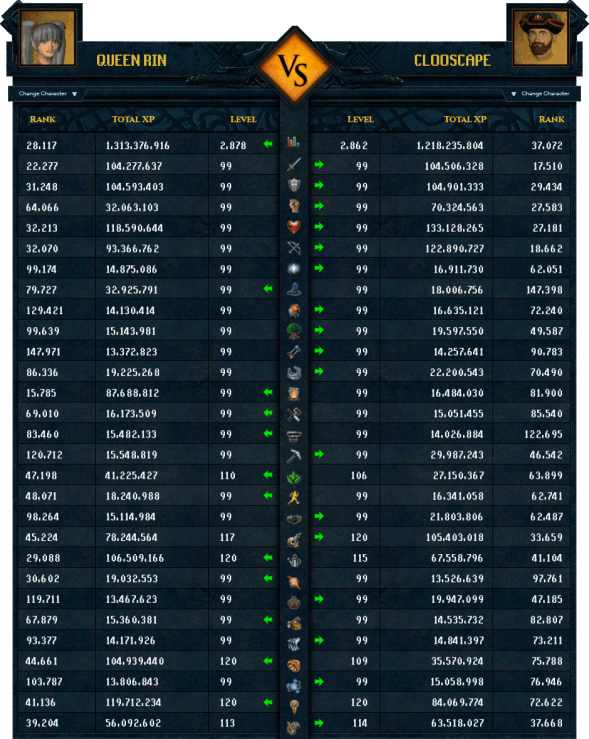 QUEEN RIN VS CLOOSCAPE
Change Character Change Character
RANK TOTAL XP LEVEL LEVEL TOTAL XP RANK
28,117 1,313,376,916 2,878 2,862 1,218,235,804 37,072
22,277 104,277,637 99 99 104,506,328 17,510
31,248 104,593,403 99 99 104,901,333 29,434
64,066 32,063,103 99 99 70,324,563 27,583
32,213 118,590,644 99 99 133,128,265 27,181
32,070 93,366,762 99 99 122,890,727 18,662
99,174 14,875,086 99 99 16,911,730 62,051
79,727 32,925,791 99 99 18,006,756 147,398
129,421 14,130,414 99 99 16,635,121 72,240
99,639 15,143,981 99 99 19,597,550 49,587
147,971 13,372,823 99 99 14,257,641 90,783
86,336 19,225,268 99 99 22,200,543 70,490
15,785 87,688,812 99 99 16,484,030 81,900
69,010 16,173,509 99 99 15,051,455 85,540
83,460 15,482,133 99 99 14,026,884 122,695
120,712 15,548,819 99 99 29,987,243 46,542
47,198 41,225,427 110 106 27,150,367 63,899
48,071 18,240,988 99 99 16,341,058 62,741
98,264 15,114,984 99 99 21,803,806 62,487
45,224 78,244,564 117 120 105,403,018 33,659
29,088 106,509,166 120 115 67,558,796 41,104
30,602 19,032,553 99 99 13,526,639 97,761
119,711 13,467,623 99 99 19,947,099 47,185
67,879 15,360,381 99 99 14,535,732 82,807
93,377 14,171,926 99 99 14,841,397 73,211
44,661 104,939,440 120 109 35,570,924 75,788
103,787 13,806,843 99 99 15,058,998 76,946
41,136 119,712,234 120 120 84,069,774 72,622
39,204 56,092,602 113 114 63,518,027 37,668